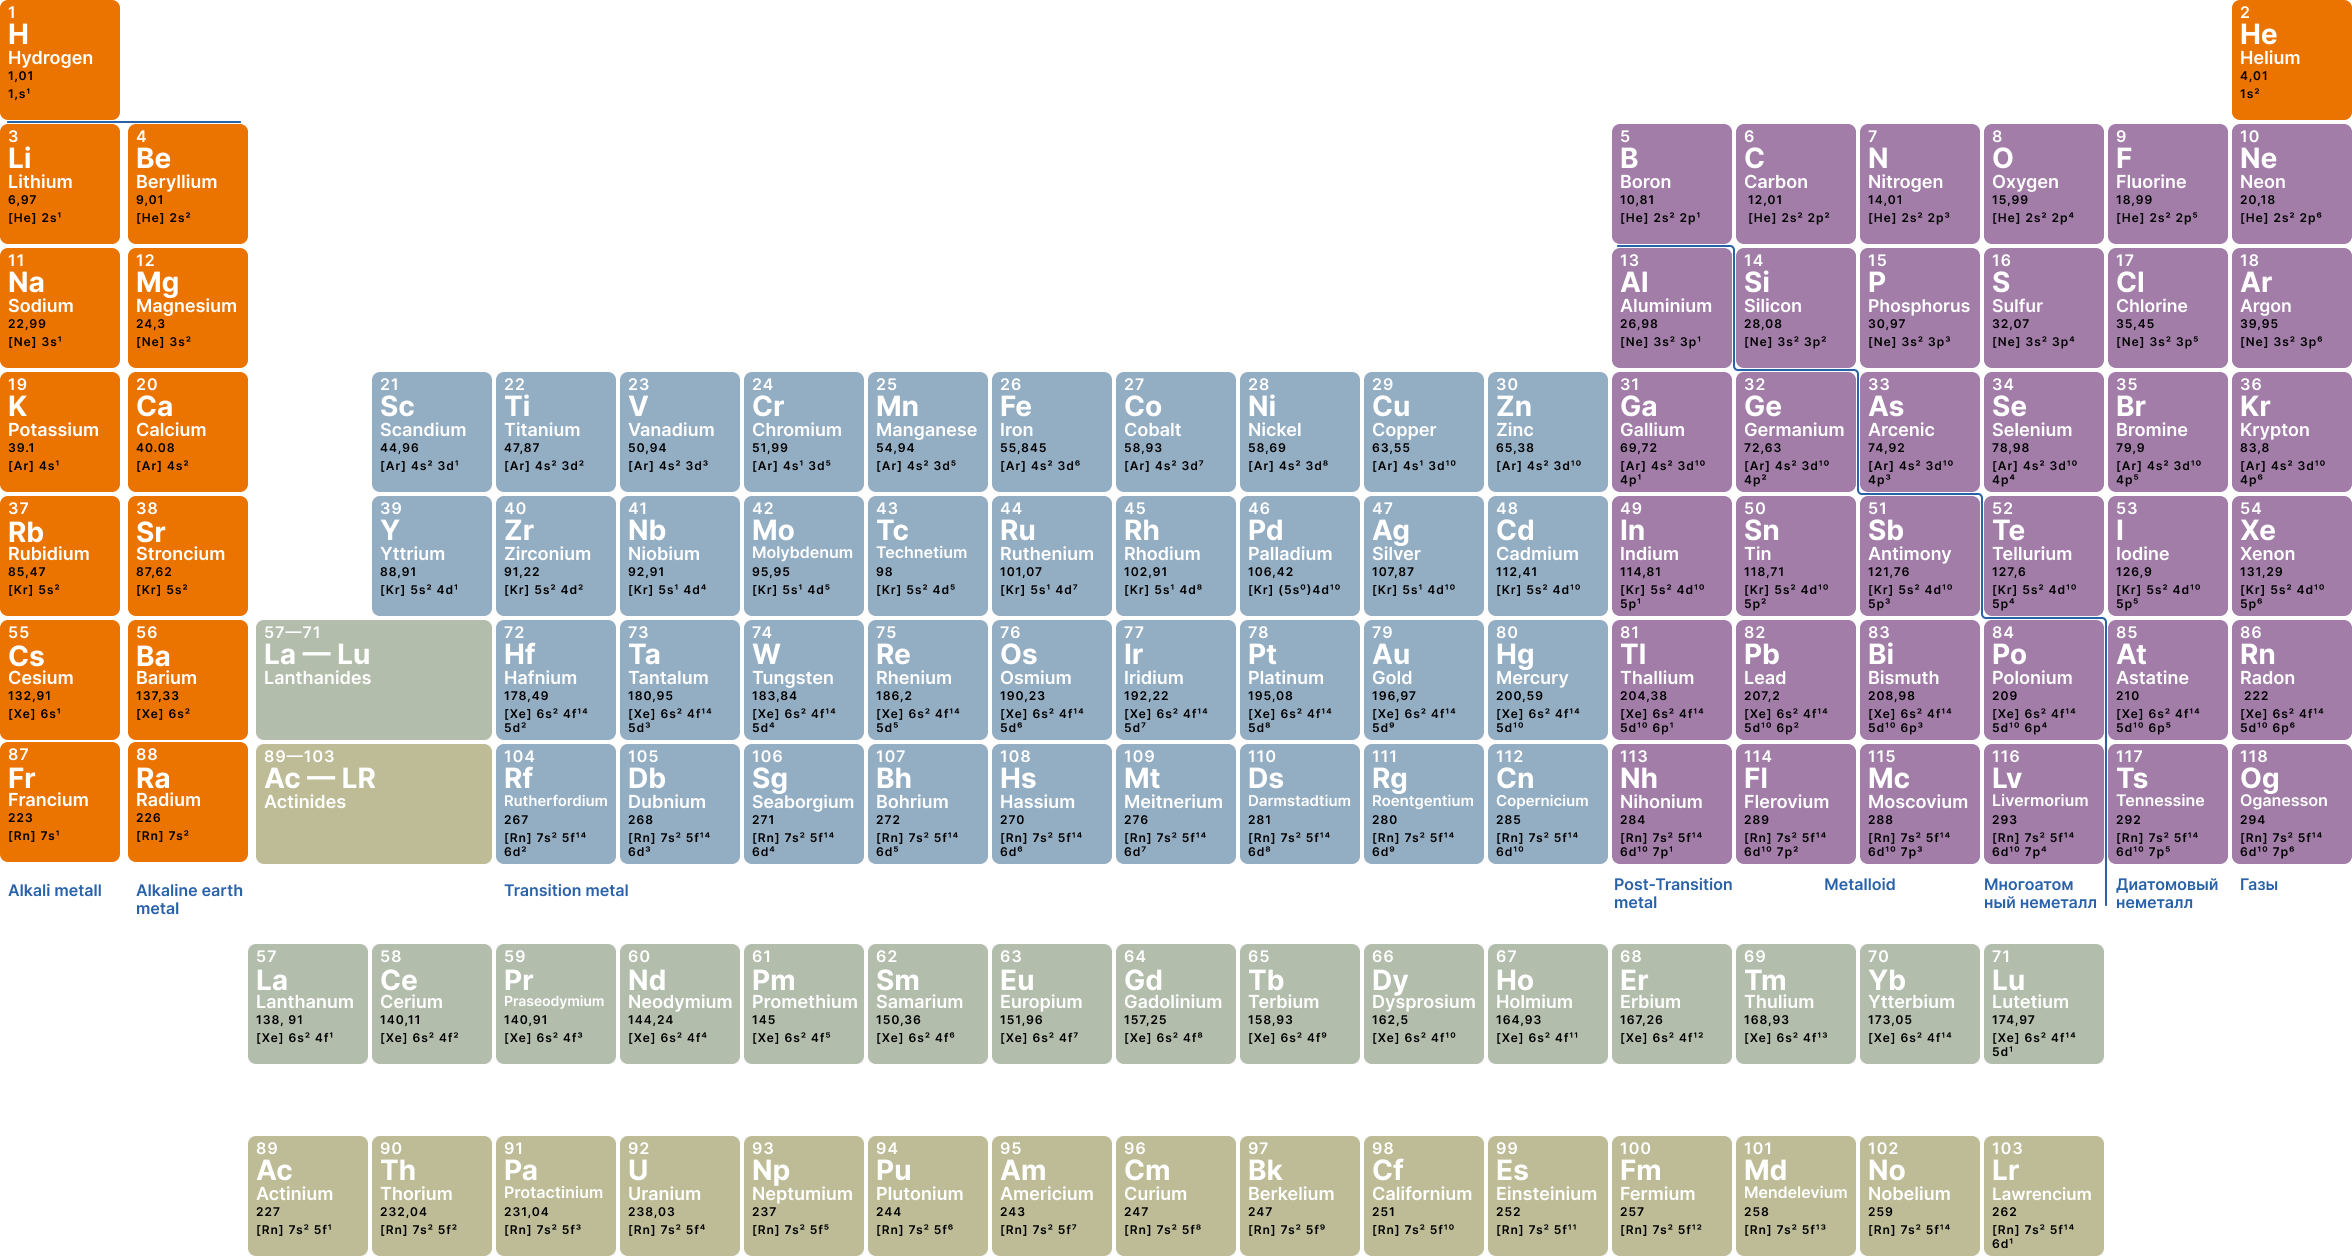 1
H
Hydrogen
1,01
1,s¹
2
He
Helium
4,01
1s²
3
Li
Lithium
6,97
[He] 2s¹
4
Be
Beryllium
9,01
[He] 2s²
5
B
Boron
10,81
[He] 2s² 2p¹
6
C
Carbon
12,01
[He] 2s² 2p²
7
N
Nitrogen
14,01
[He] 2s² 2p³
8
O
Oxygen
15,99
[He] 2s² 2p⁴
9
F
Fluorine
18,99
[He] 2s² 2p⁵
10
Ne
Neon
20,18
[He] 2s² 2p⁶
11
Na
Sodium
22,99
[Ne] 3s¹
12
Mg
Magnesium
24,3
[Ne] 3s²
13
Al
Aluminium
26,98
[Ne] 3s² 3p¹
14
Si
Silicon
28,08
[Ne] 3s² 3p²
15
P
Phosphorus
30,97
[Ne] 3s² 3p³
16
S
Sulfur
32,07
[Ne] 3s² 3p⁴
17
Cl
Chlorine
35,45
[Ne] 3s² 3p⁵
18
Ar
Argon
39,95
[Ne] 3s² 3p⁶
19
K
Potassium
39.1
[Ar] 4s¹
20
Ca
Calcium
40.08
[Ar] 4s²
21
Sc
Scandium
44,96
[Ar] 4s² 3d¹
22
Ti
Titanium
47,87
[Ar] 4s² 3d²
23
V
Vanadium
50,94
[Ar] 4s² 3d³
24
Cr
Chromium
51,99
[Ar] 4s¹ 3d⁵
25
Mn
Manganese
54,94
[Ar] 4s² 3d⁵
26
Fe
Iron
55,845
[Ar] 4s² 3d⁶
27
Co
Cobalt
58,93
[Ar] 4s² 3d⁷
28
Ni
Nickel
58,69
[Ar] 4s² 3d⁸
29
Cu
Copper
63,55
[Ar] 4s¹ 3d¹⁰
30
Zn
Zinc
65,38
[Ar] 4s² 3d¹⁰
31
Ga
Gallium
69,72
[Ar] 4s² 3d¹⁰
4p¹
32
Ge
Germanium
72,63
[Ar] 4s² 3d¹⁰
4p²
33
As
Arcenic
74,92
[Ar] 4s² 3d¹⁰
4p³
34
Se
Selenium
78,98
[Ar] 4s² 3d¹⁰
4p⁴
35
Br
Bromine
79,9
[Ar] 4s² 3d¹⁰
4p⁵
36
Kr
Krypton
83,8
[Ar] 4s² 3d¹⁰
4p⁶
37
Rb
Rubidium
85,47
[Kr] 5s²
38
Sr
Stroncium
87,62
[Kr] 5s²
39
Y
Yttrium
88,91
[Kr] 5s² 4d¹
40
Zr
Zirconium
91,22
[Kr] 5s² 4d²
41
Nb
Niobium
92,91
[Kr] 5s¹ 4d⁴
42
Mo
Molybdenum
95,95
[Kr] 5s¹ 4d⁵
43
Tc
Technetium
98
[Kr] 5s² 4d⁵
44
Ru
Ruthenium
101,07
[Kr] 5s¹ 4d⁷
45
Rh
Rhodium
102,91
[Kr] 5s¹ 4d⁸
46
Pd
Palladium
106,42
[Kr] (5s⁰)4d¹⁰
47
Ag
Silver
107,87
[Kr] 5s¹ 4d¹⁰
48
Cd
Cadmium
112,41
[Kr] 5s² 4d¹⁰
49
In
Indium
114,81
[Kr] 5s² 4d¹⁰
5p¹
50
Sn
Tin
118,71
[Kr] 5s² 4d¹⁰
5p²
51
Sb
Antimony
121,76
[Kr] 5s² 4d¹⁰
5p³
52
Te
Tellurium
127,6
[Kr] 5s² 4d¹⁰
5p⁴
53
I
Iodine
126,9
[Kr] 5s² 4d¹⁰
5p⁵
54
Xe
Xenon
131,29
[Kr] 5s² 4d¹⁰
5p⁶
55
Cs
Cesium
132,91
[Xe] 6s¹
56
Ba
Barium
137,33
[Xe] 6s²
57—71
La — Lu
Lanthanides
72
Hf
Hafnium
178,49
[Xe] 6s² 4f¹⁴
5d²
73
Ta
Tantalum
180,95
[Xe] 6s² 4f¹⁴
5d³
74
W
Tungsten
183,84
[Xe] 6s² 4f¹⁴
5d⁴
75
Re
Rhenium
186,2
[Xe] 6s² 4f¹⁴
5d⁵
76
Os
Osmium
190,23
[Xe] 6s² 4f¹⁴
5d⁶
77
Ir
Iridium
192,22
[Xe] 6s² 4f¹⁴
5d⁷
78
Pt
Platinum
195,08
[Xe] 6s² 4f¹⁴
5d⁸
79
Au
Gold
196,97
[Xe] 6s² 4f¹⁴
5d⁹
80
Hg
Mercury
200,59
[Xe] 6s² 4f¹⁴
5d¹⁰
81
Tl
Thallium
204,38
[Xe] 6s² 4f¹⁴
5d¹⁰ 6p¹
82
Pb
Lead
207,2
[Xe] 6s² 4f¹⁴
5d¹⁰ 6p²
83
Bi
Bismuth
208,98
[Xe] 6s² 4f¹⁴
5d¹⁰ 6p³
84
Po
Polonium
209
[Xe] 6s² 4f¹⁴
5d¹⁰ 6p⁴
85
At
Astatine
210
[Xe] 6s² 4f¹⁴
5d¹⁰ 6p⁵
86
Rn
Radon
222
[Xe] 6s² 4f¹⁴
5d¹⁰ 6p⁶
87
Fr
Francium
223
[Rn] 7s¹
88
Ra
Radium
226
[Rn] 7s²
89—103
Ac — LR
Actinides
104
Rf
Rutherfordium
267
[Rn] 7s² 5f¹⁴
6d²
105
Db
Dubnium
268
[Rn] 7s² 5f¹⁴
6d³
106
Sg
Seaborgium
271
[Rn] 7s² 5f¹⁴
6d⁴
107
Bh
Bohrium
272
[Rn] 7s² 5f¹⁴
6d⁵
108
Hs
Hassium
270
[Rn] 7s² 5f¹⁴
6d⁶
109
Mt
Meitnerium
276
[Rn] 7s² 5f¹⁴
6d⁷
110
Ds
Darmstadtium
281
[Rn] 7s² 5f¹⁴
6d⁸
111
Rg
Roentgentium
280
[Rn] 7s² 5f¹⁴
6d⁹
112
Cn
Copernicium
285
[Rn] 7s² 5f¹⁴
6d¹⁰
113
Nh
Nihonium
284
[Rn] 7s² 5f¹⁴
6d¹⁰ 7p¹
114
Fl
Flerovium
289
[Rn] 7s² 5f¹⁴
6d¹⁰ 7p²
115
Mc
Moscovium
288
[Rn] 7s² 5f¹⁴
6d¹⁰ 7p³
116
Lv
Livermorium
293
[Rn] 7s² 5f¹⁴
6d¹⁰ 7p⁴
117
Ts
Tennessine
292
[Rn] 7s² 5f¹⁴
6d¹⁰ 7p⁵
118
Og
Oganesson
294
[Rn] 7s² 5f¹⁴
6d¹⁰ 7p⁶
Alkali metall
Alkaline earth
metal
Transition metal
Post-Transition
metal
Metalloid
Многоатом
ный неметалл
Диатомовый
неметалл
Газы
57
La
Lanthanum
138, 91
[Xe] 6s² 4f¹
58
Ce
Cerium
140,11
[Xe] 6s² 4f²
59
Pr
Praseodymium
140,91
[Xe] 6s² 4f³
60
Nd
Neodymium
144,24
[Xe] 6s² 4f⁴
61
Pm
Promethium
145
[Xe] 6s² 4f⁵
62
Sm
Samarium
150,36
[Xe] 6s² 4f⁶
63
Eu
Europium
151,96
[Xe] 6s² 4f⁷
64
Gd
Gadolinium
157,25
[Xe] 6s² 4f⁸
65
Tb
Terbium
158,93
[Xe] 6s² 4f⁹
66
Dy
Dysprosium
162,5
[Xe] 6s² 4f¹⁰
67
Ho
Holmium
164,93
[Xe] 6s² 4f¹¹
68
Er
Erbium
167,26
[Xe] 6s² 4f¹²
69
Tm
Thulium
168,93
[Xe] 6s² 4f¹³
70
Yb
Ytterbium
173,05
[Xe] 6s² 4f¹⁴
71
Lu
Lutetium
174,97
[Xe] 6s² 4f¹⁴
5d¹
89
Ac
Actinium
227
[Rn] 7s² 5f¹
90
Th
Thorium
232,04
[Rn] 7s² 5f²
91
Pa
Protactinium
231,04
[Rn] 7s² 5f³
92
U
Uranium
238,03
[Rn] 7s² 5f⁴
93
Np
Neptumium
237
[Rn] 7s² 5f⁵
94
Pu
Plutonium
244
[Rn] 7s² 5f⁶
95
Am
Americium
243
[Rn] 7s² 5f⁷
96
Cm
Curium
247
[Rn] 7s² 5f⁸
97
Bk
Berkelium
247
[Rn] 7s² 5f⁹
98
Cf
Californium
251
[Rn] 7s² 5f¹⁰
99
Es
Einsteinium
252
[Rn] 7s² 5f¹¹
100
Fm
Fermium
257
[Rn] 7s² 5f¹²
101
Md
Mendelevium
258
[Rn] 7s² 5f¹³
102
No
Nobelium
259
[Rn] 7s² 5f¹⁴
103
Lr
Lawrencium
262
[Rn] 7s² 5f¹⁴
6d¹